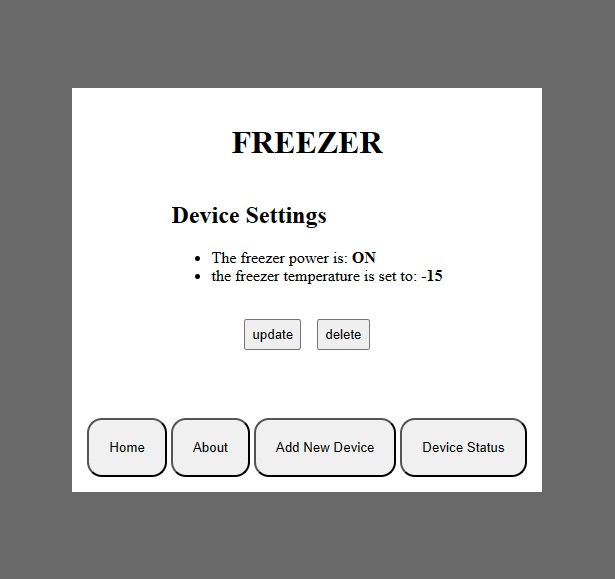 FREEZER
Device Settings
The freezer power is: ON
the freezer temperature is set to: -15
update delete
Home About Add New Device Device Status